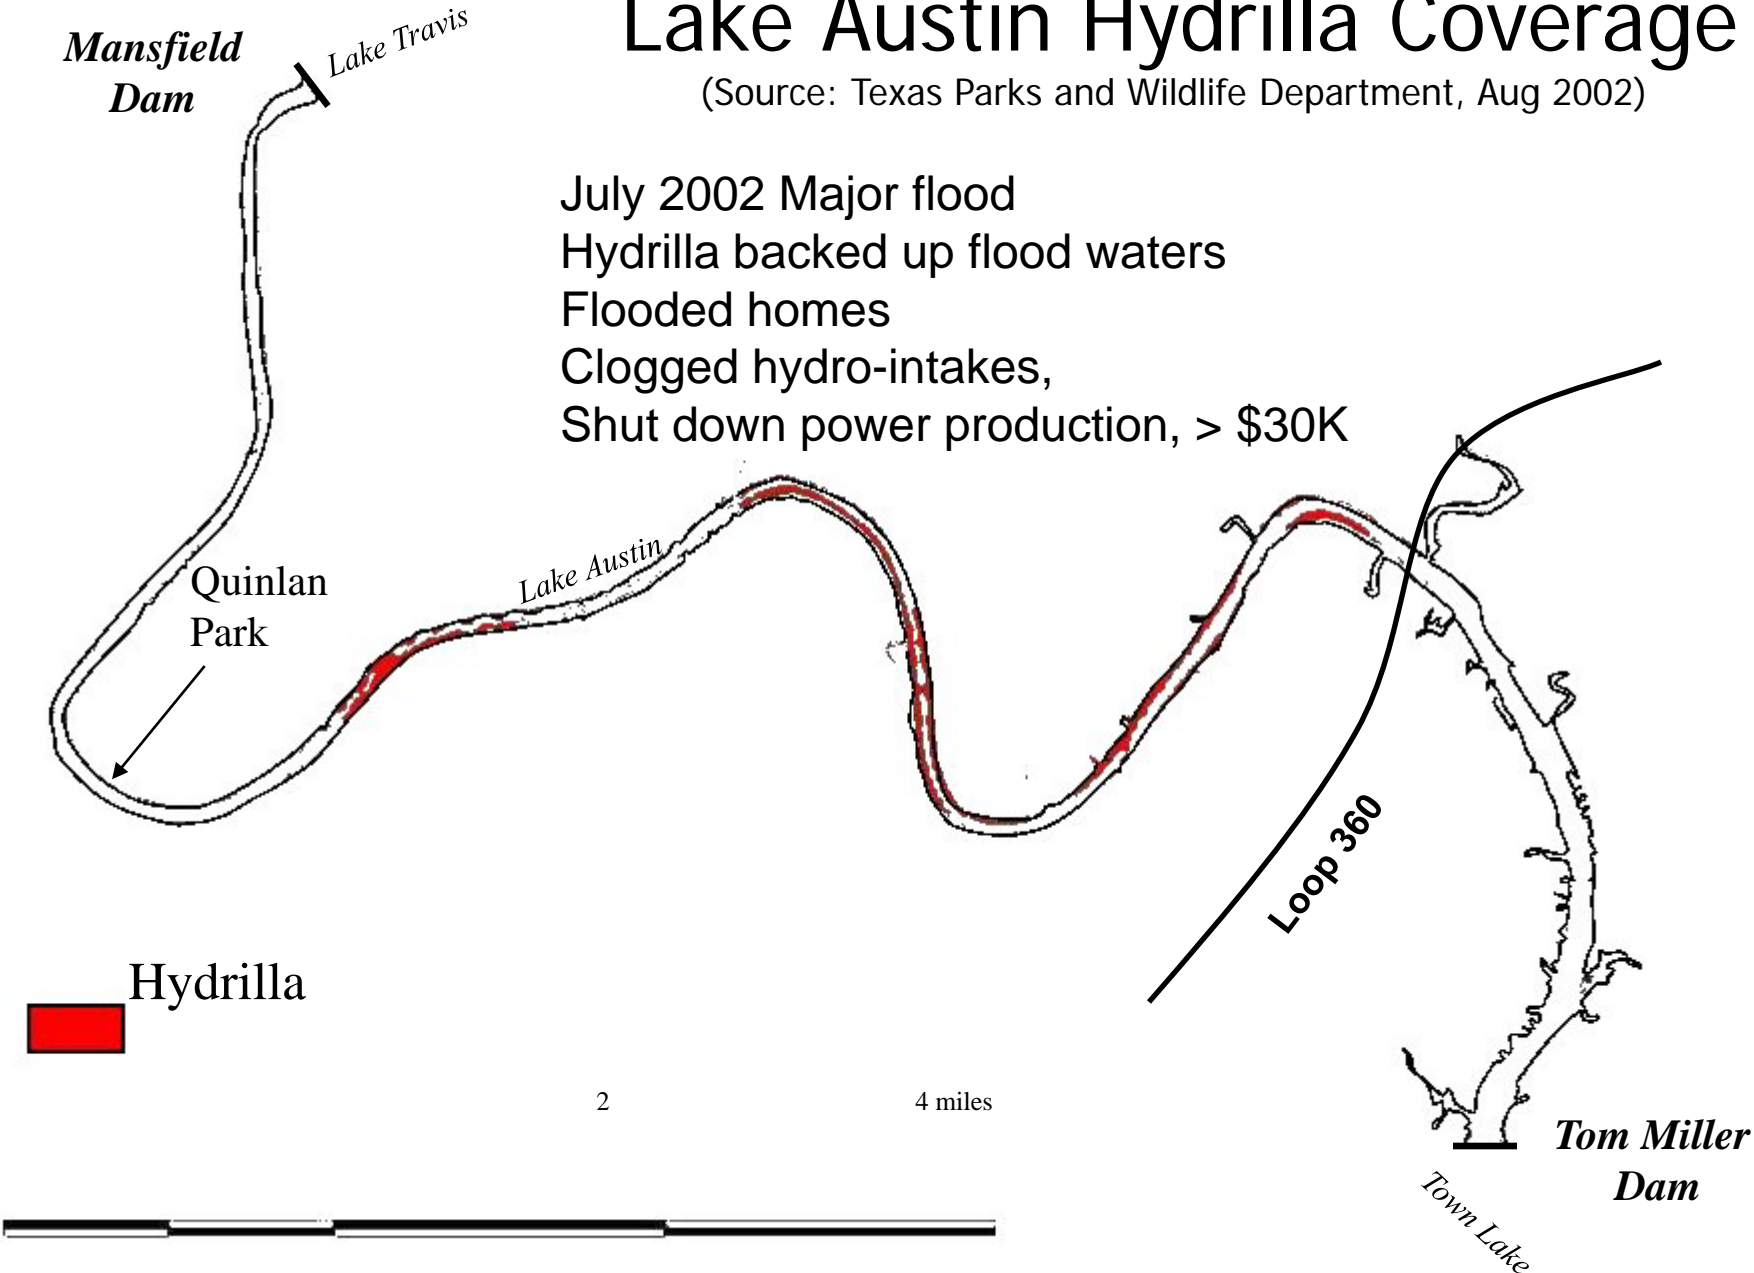 Lake Austin Hydrilla Coverage
(Source: Texas Parks and Wildlife Department, Aug 2002)
Mansfield
Dam
Lake Travis
July 2002 Major flood
Hydrilla backed up flood waters
Flooded homes
Clogged hydro-intakes,
Shut down power production, > $30K
Quinlan
Park
Lake Austin
Loop 360
Hydrilla
2
4 miles
Tom Miller
Dam
Town Lake